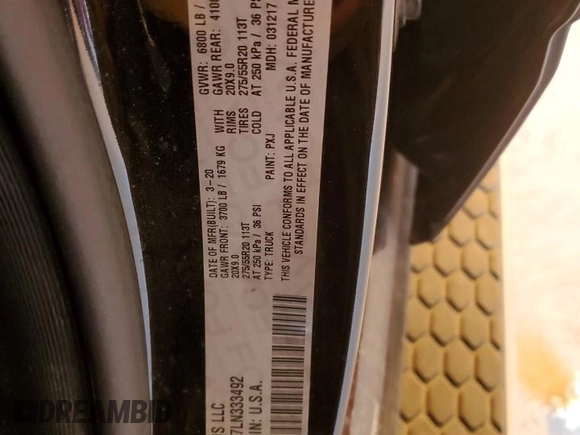 S LLC
7LN333492
IN: U.S.A.
DATE OF MFR(BUILT): 3-20
GVWR: 6800 LB /
GAWR FRONT: 3700 LB / 1679 KG WITH
GAWR REAR: 410
20X9.0 RIMS 20X9.0
275/55R20 113T TIRES 275/55R20 113T
AT 250 kPa / 36 PSI COLD AT 250 kPa / 36 PSI
TYPE: TRUCK PAINT: PXJ MDH: 031217
THIS VEHICLE CONFORMS TO ALL APPLICABLE U.S.A. FEDERAL M
STANDARDS IN EFFECT ON THE DATE OF MANUFACTURE
DREAMBID